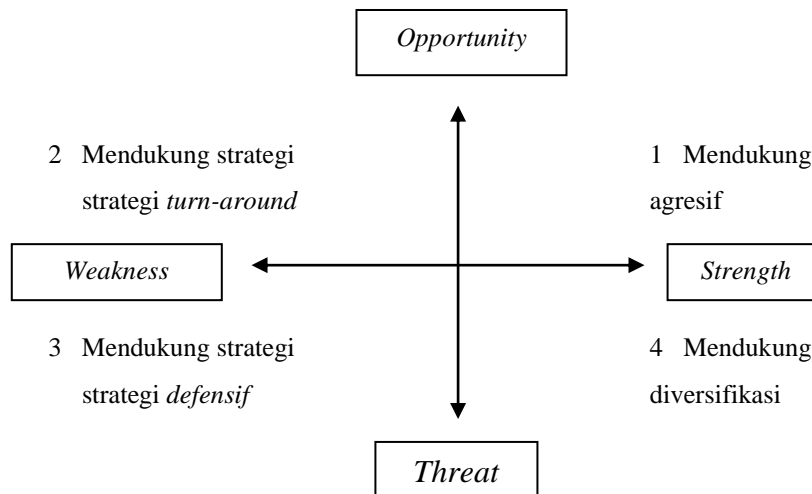 Opportunity
2 Mendukung strategi
strategi turn-around
1 Mendukung
agresif
Weakness
Strength
3 Mendukung strategi
strategi defensif
4 Mendukung
diversifikasi
Threat